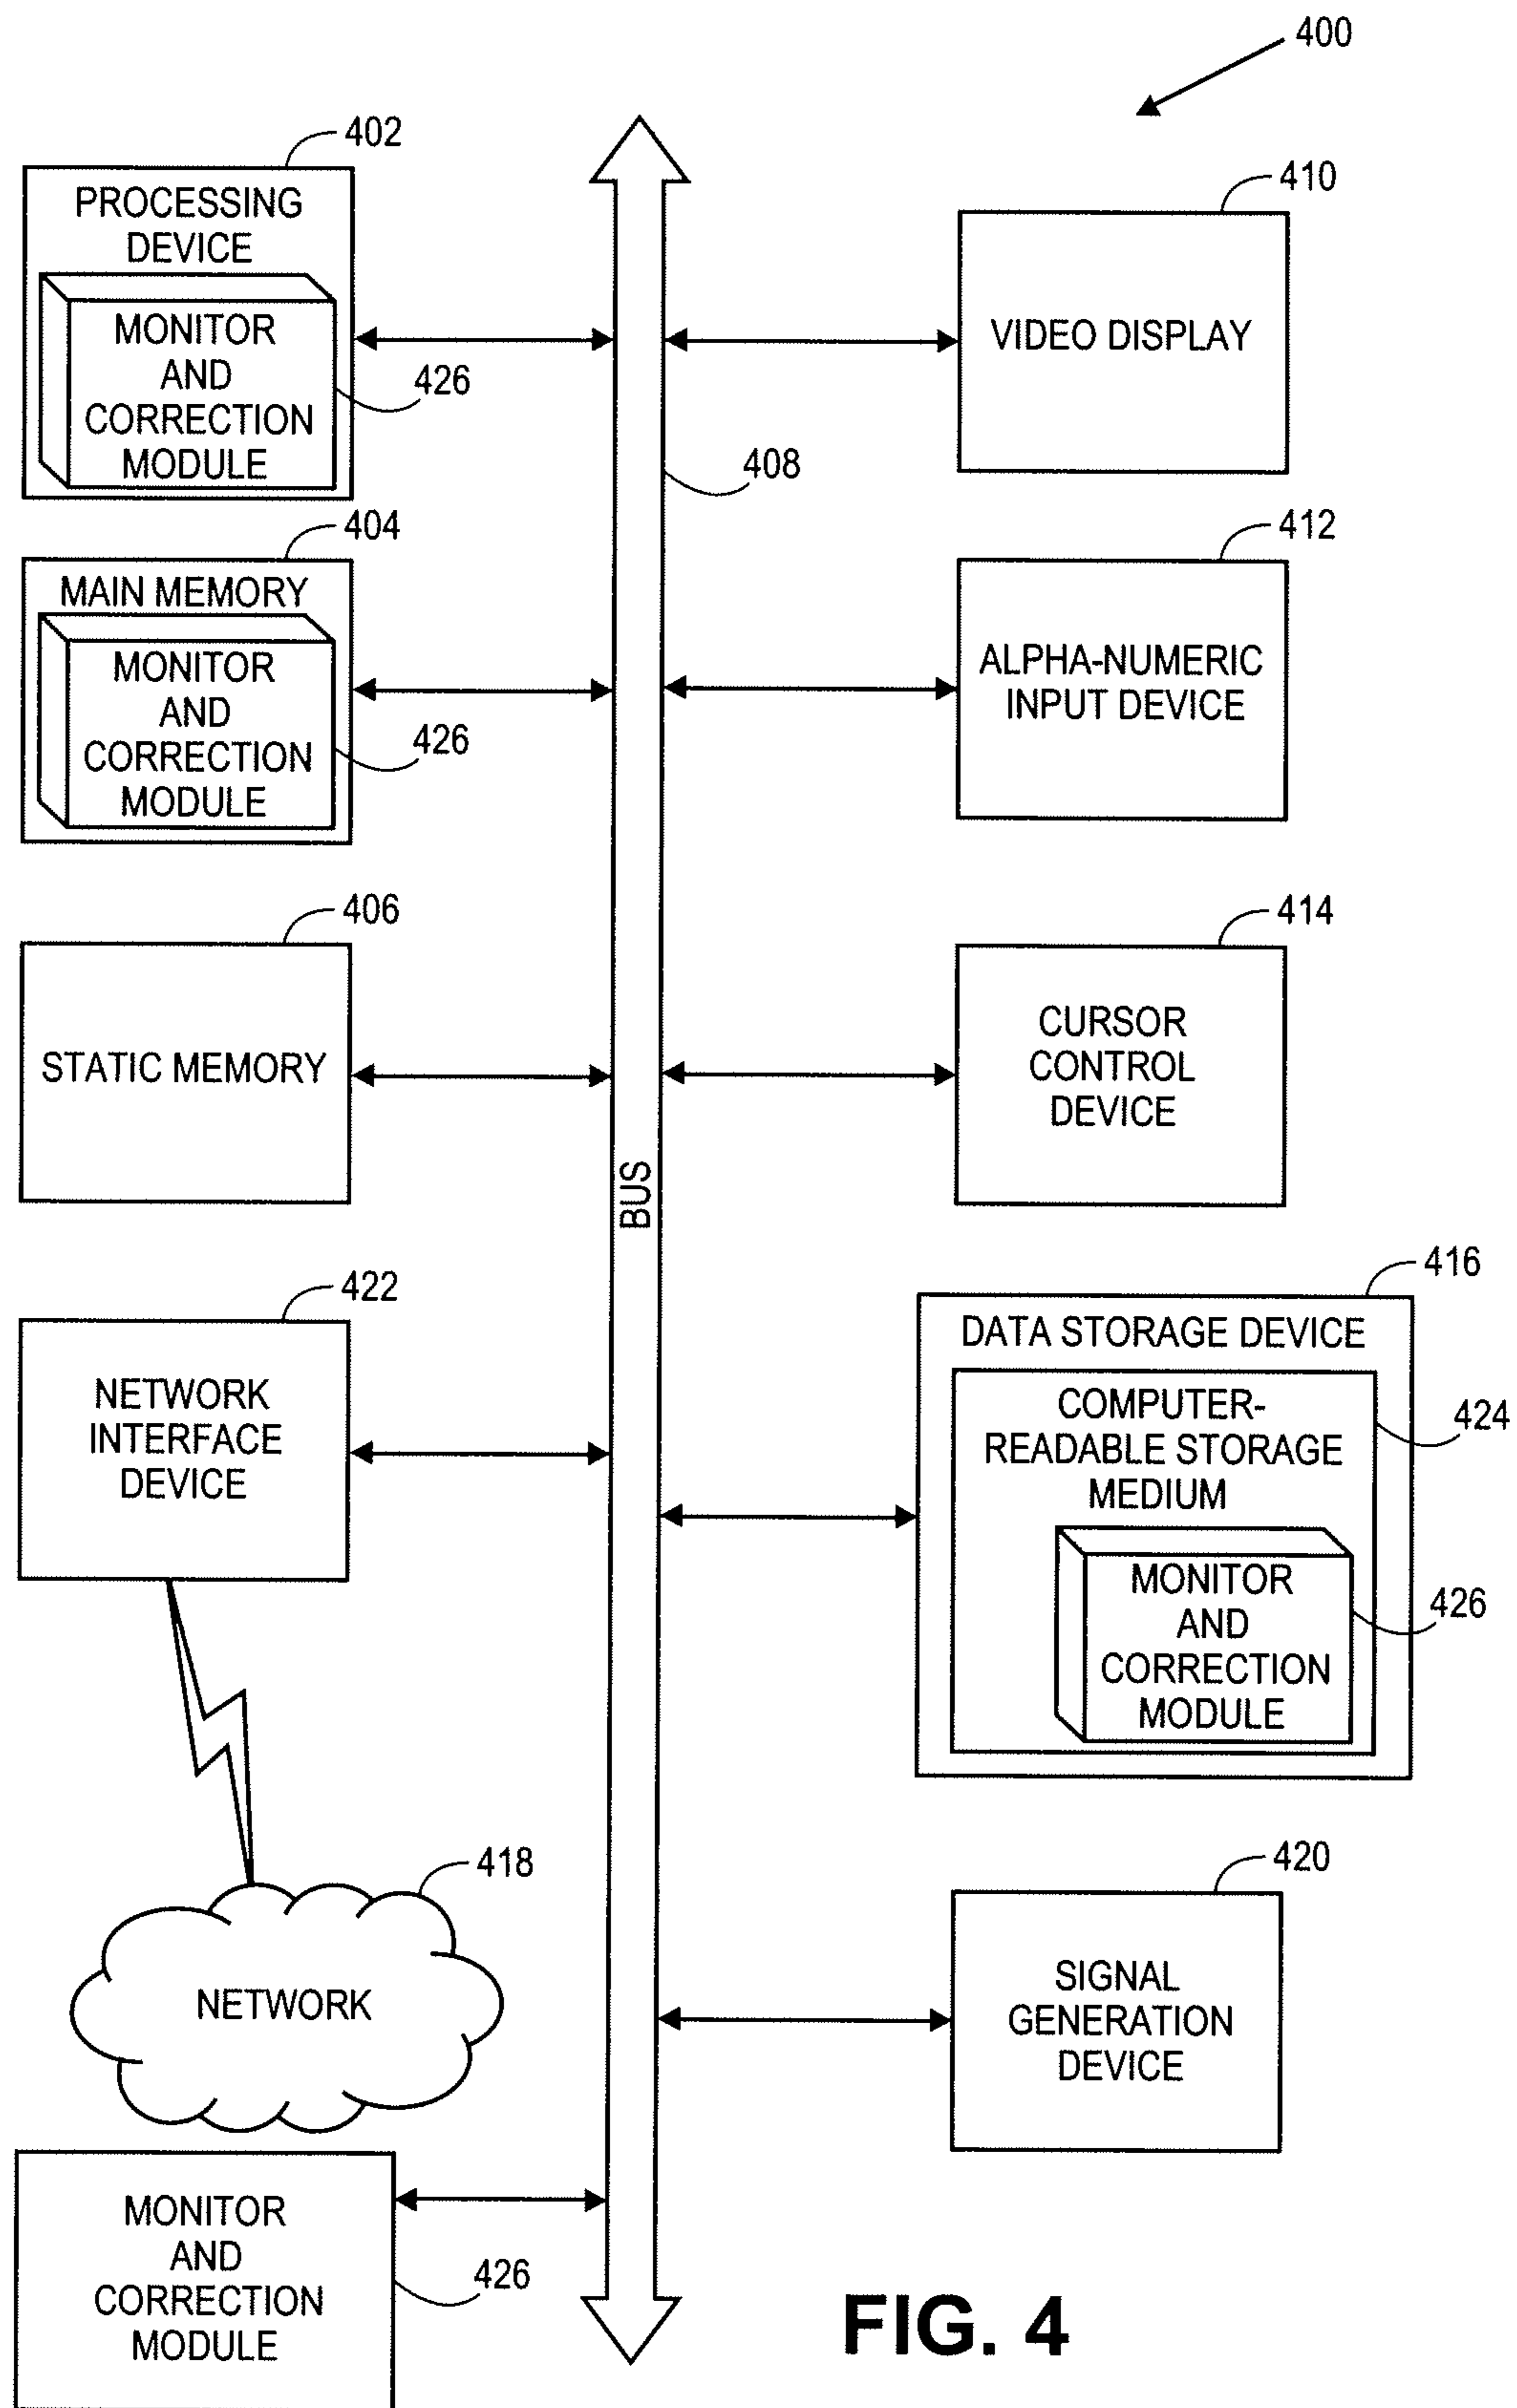 400
402
PROCESSING
DEVICE
MONITOR
AND
CORRECTION
MODULE
426
404
MAIN MEMORY
MONITOR
AND
CORRECTION
MODULE
426
406
STATIC MEMORY
422
NETWORK
INTERFACE
DEVICE
418
NETWORK
MONITOR
AND
CORRECTION
MODULE
426
408
BUS
410
VIDEO DISPLAY
412
ALPHA-NUMERIC
INPUT DEVICE
414
CURSOR
CONTROL
DEVICE
416
DATA STORAGE DEVICE
COMPUTER-
READABLE STORAGE
MEDIUM
424
MONITOR
AND
CORRECTION
MODULE
426
420
SIGNAL
GENERATION
DEVICE
FIG. 4